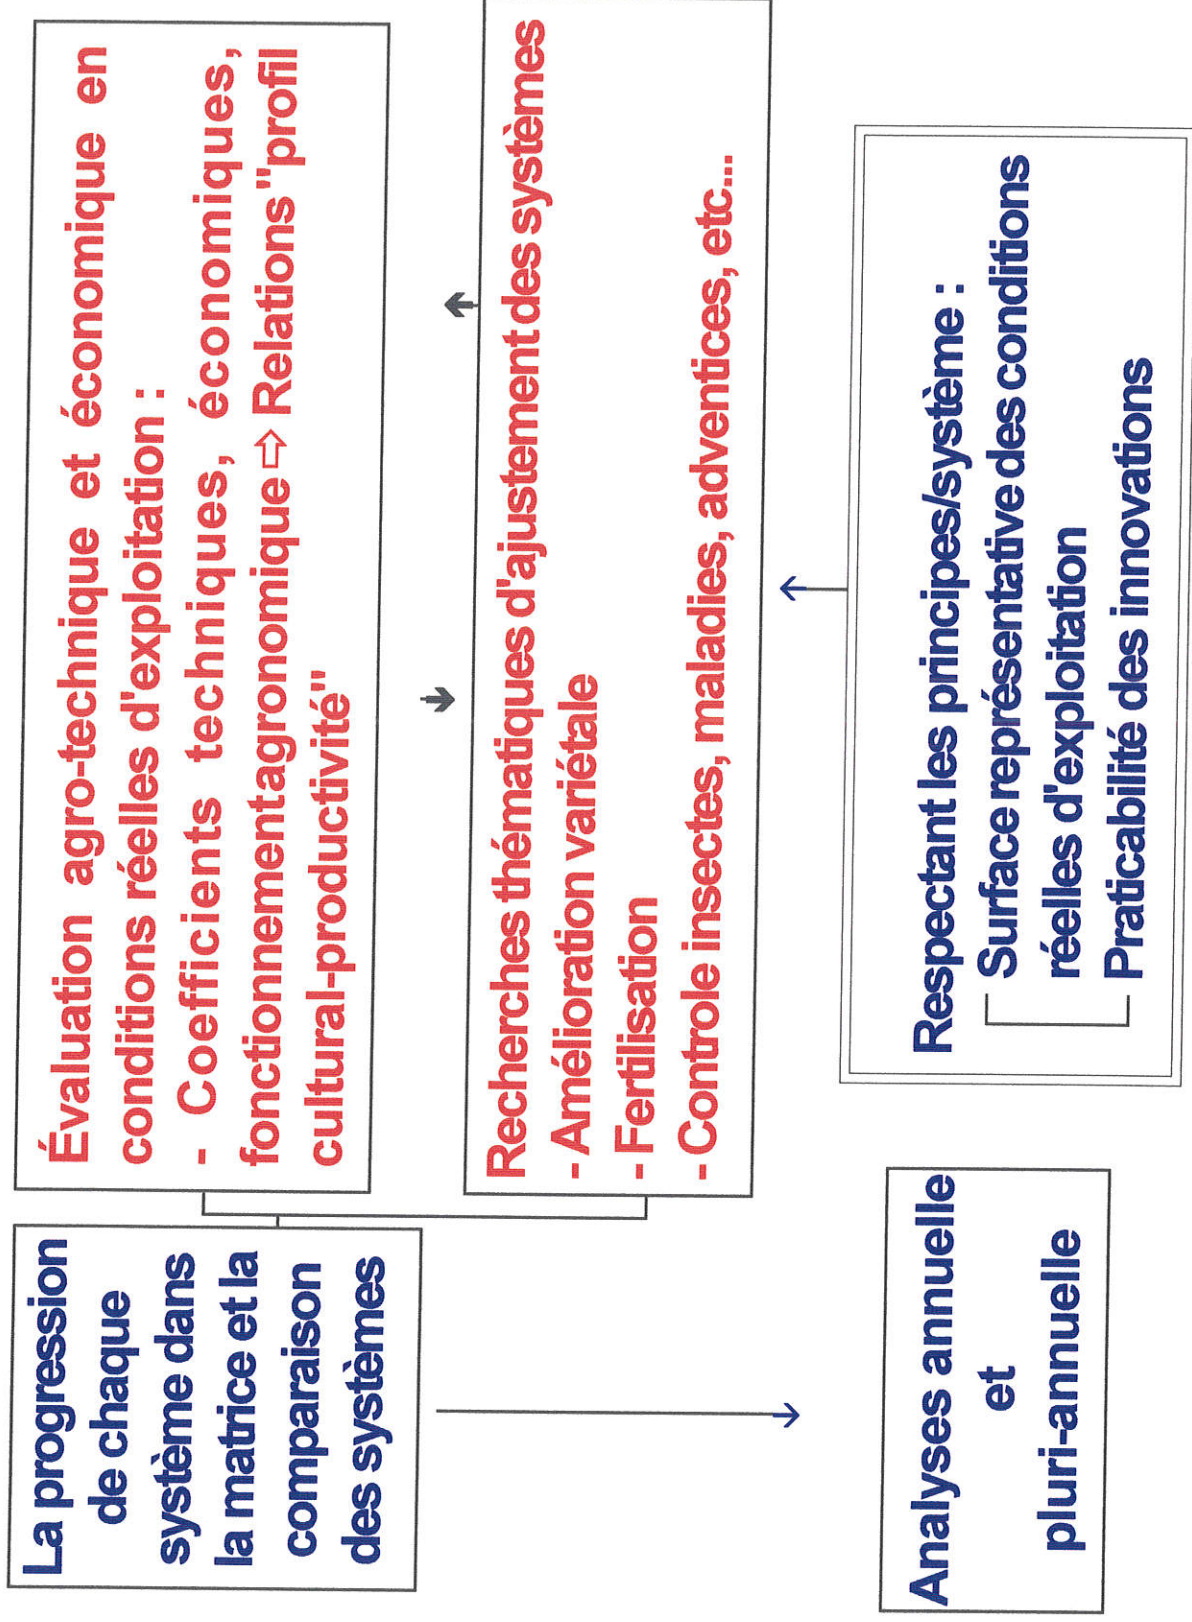 La progression
de chaque
système dans
la matrice et la
comparaison
des systèmes
Évaluation agro-technique et économique en
conditions réelles d'exploitation :
- Coefficients techniques, économiques,
fonctionnement agronomique ⇨ Relations "profil
cultural-productivité"
Recherches thématiques d'ajustement des systèmes
- Amélioration variétale
- Fertilisation
- Controle insectes, maladies, adventices, etc...
Analyses annuelle
et
pluri-annuelle
Respectant les principes/système :
Surface représentative des conditions
réelles d'exploitation
Praticabilité des innovations